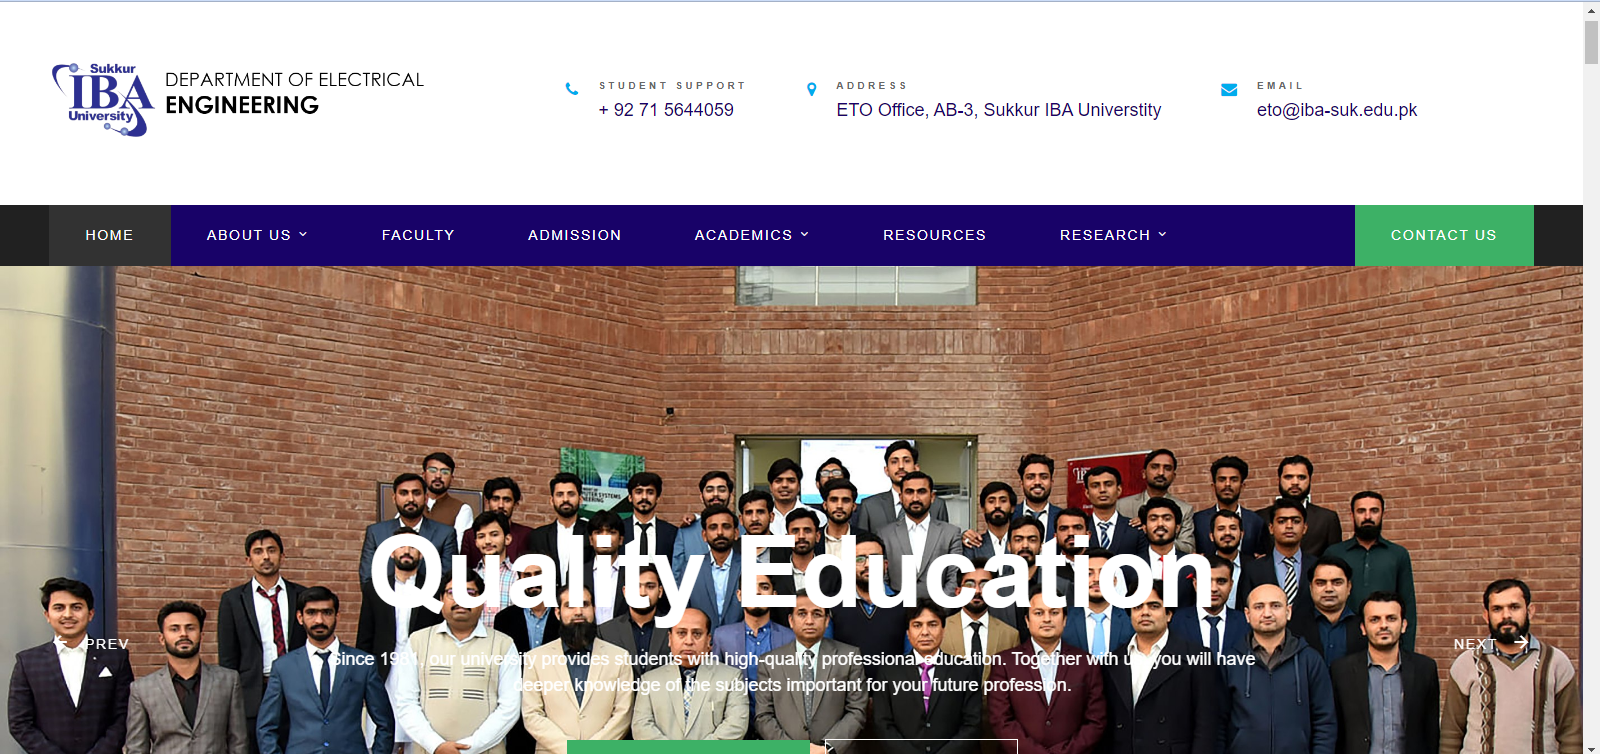 Sukkur
IBA
University
DEPARTMENT OF ELECTRICAL
ENGINEERING
STUDENT SUPPORT
+ 92 71 5644059
ADDRESS
ETO Office, AB-3, Sukkur IBA Universtity
EMAIL
eto@iba-suk.edu.pk
HOME
ABOUT US
FACULTY
ADMISSION
ACADEMICS
RESOURCES
RESEARCH
CONTACT US
Quality Education
PREV
NEXT
Since 1981, our university provides students with high-quality professional education. Together with us, you will have
deeper knowledge of the subjects important for your future profession.